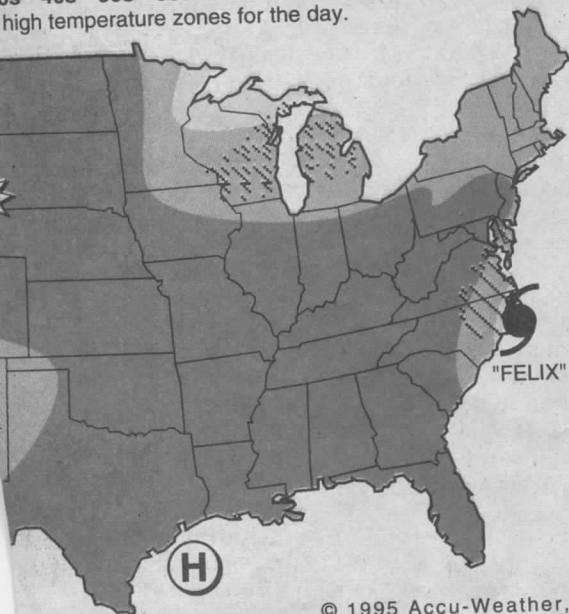 high temperature zones for the day.
"FELIX"
H
© 1995 Accu-Weather,